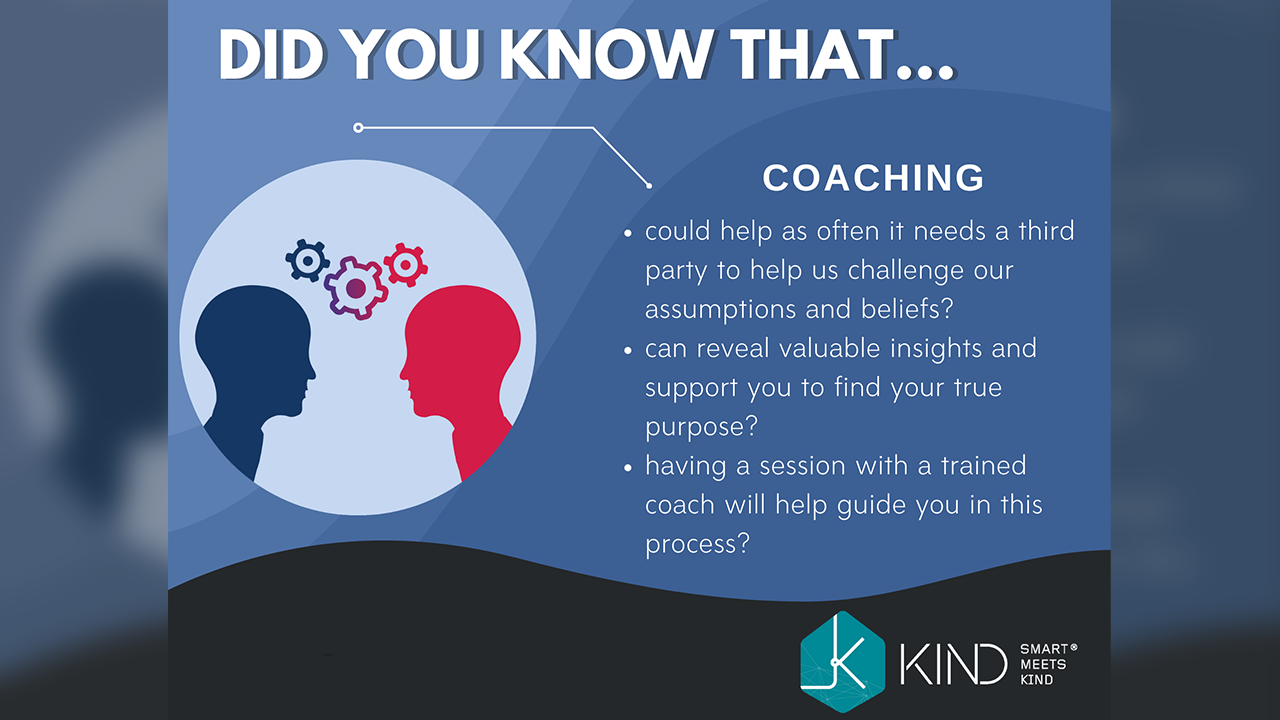 DID YOU KNOW THAT...
COACHING
• could help as often it needs a third
party to help us challenge our
assumptions and beliefs?
• can reveal valuable insights and
support you to find your true
purpose?
• having a session with a trained
coach will help guide you in this
process?
K KIND
SMART®
MEETS
KIND